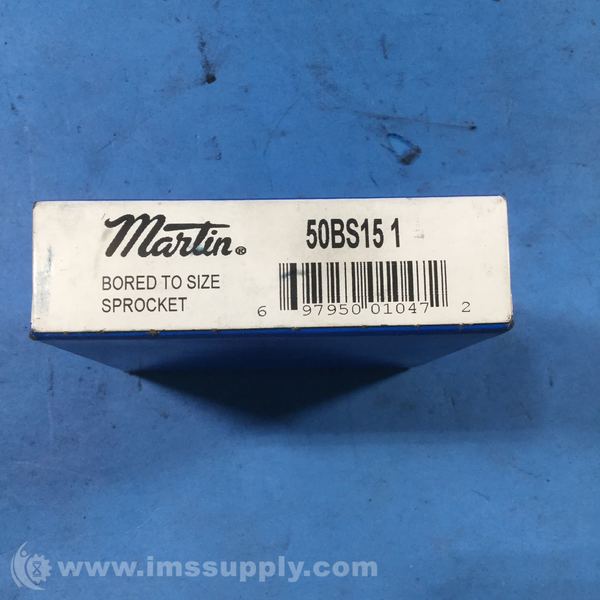 Martin®
50BS15 1
BORED TO SIZE
SPROCKET
6 97950 01047 2
www.imssupply.com